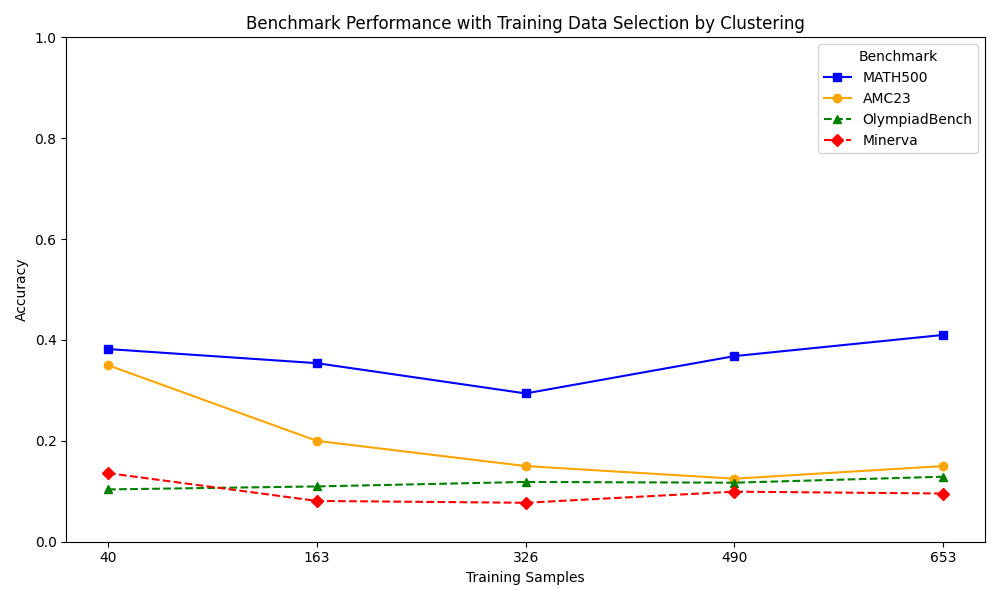 Benchmark Performance with Training Data Selection by Clustering
1.0
0.8
0.6
0.4
0.2
0.0
Accuracy
Benchmark
MATH500
AMC23
OlympiadBench
Minerva
40 163 326 490 653
Training Samples